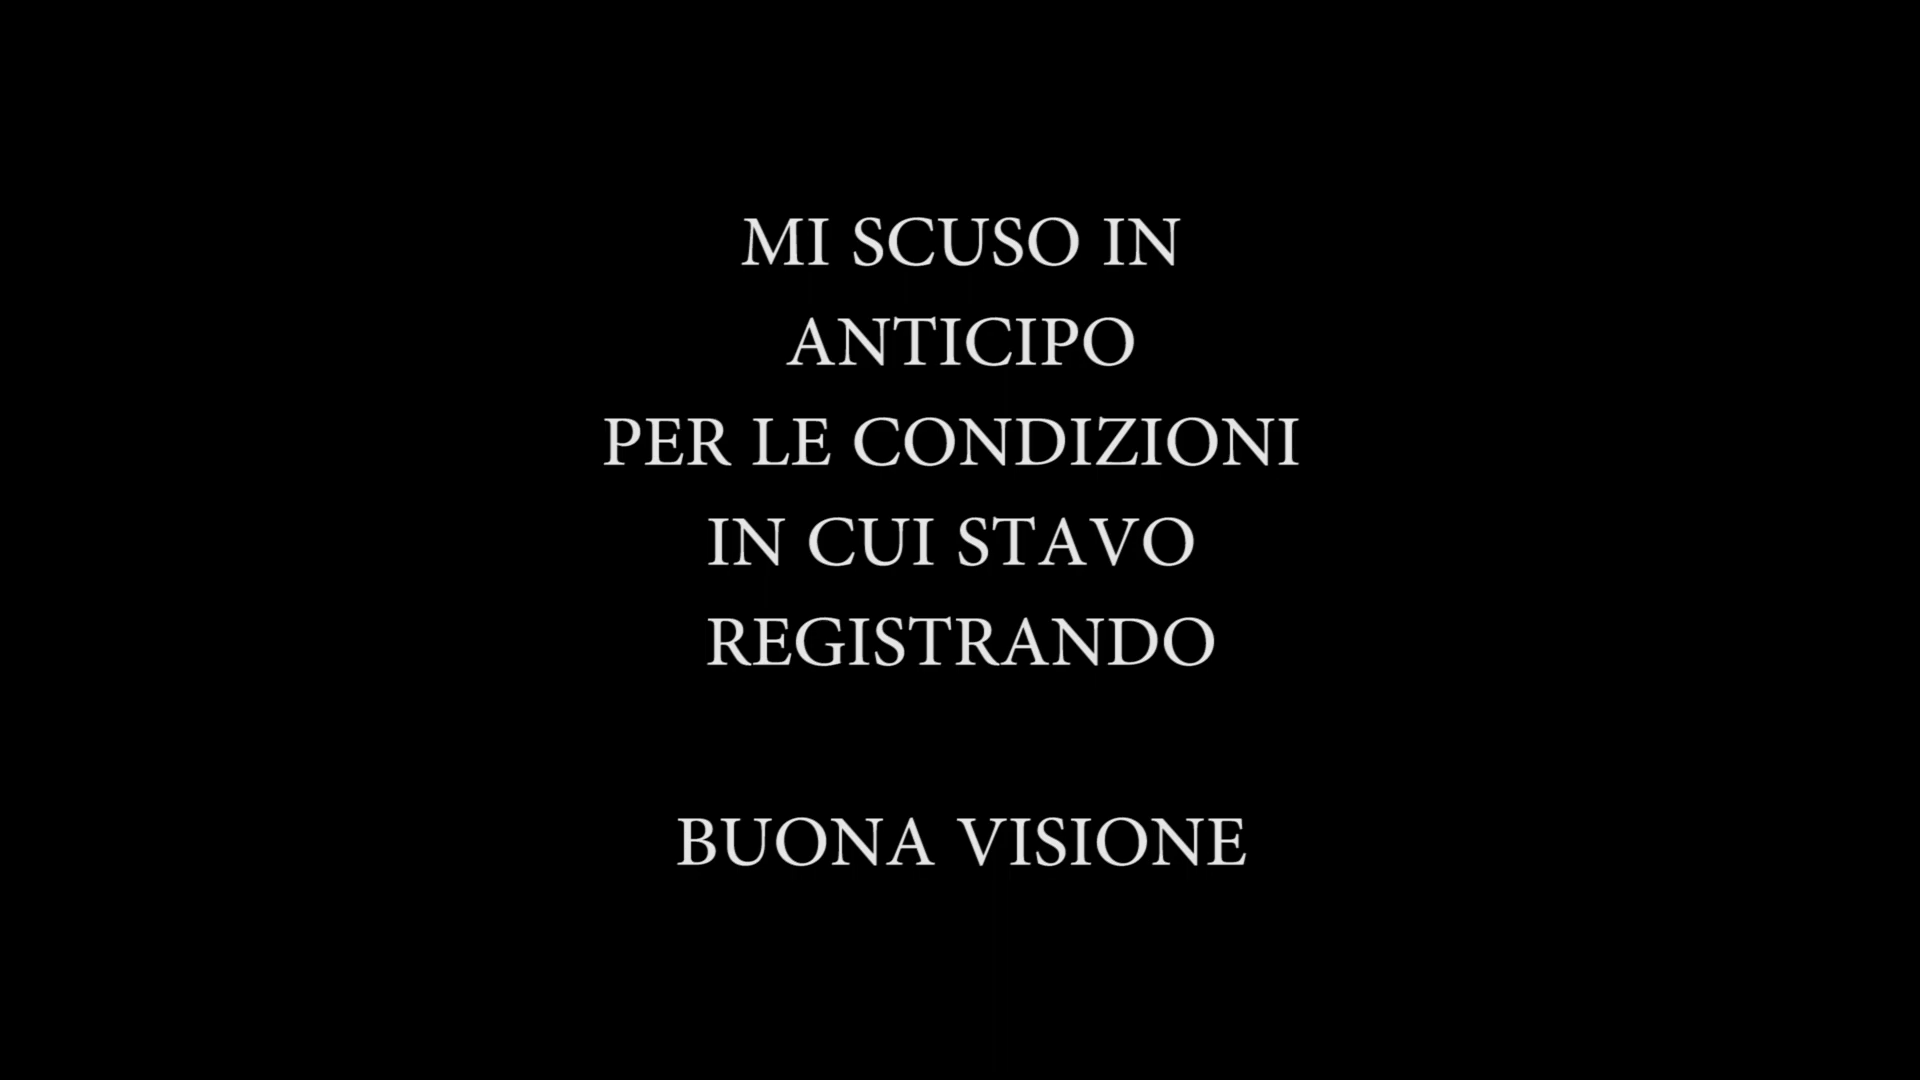 MI SCUSO IN
ANTICIPO
PER LE CONDIZIONI
IN CUI STAVO
REGISTRANDO
BUONA VISIONE